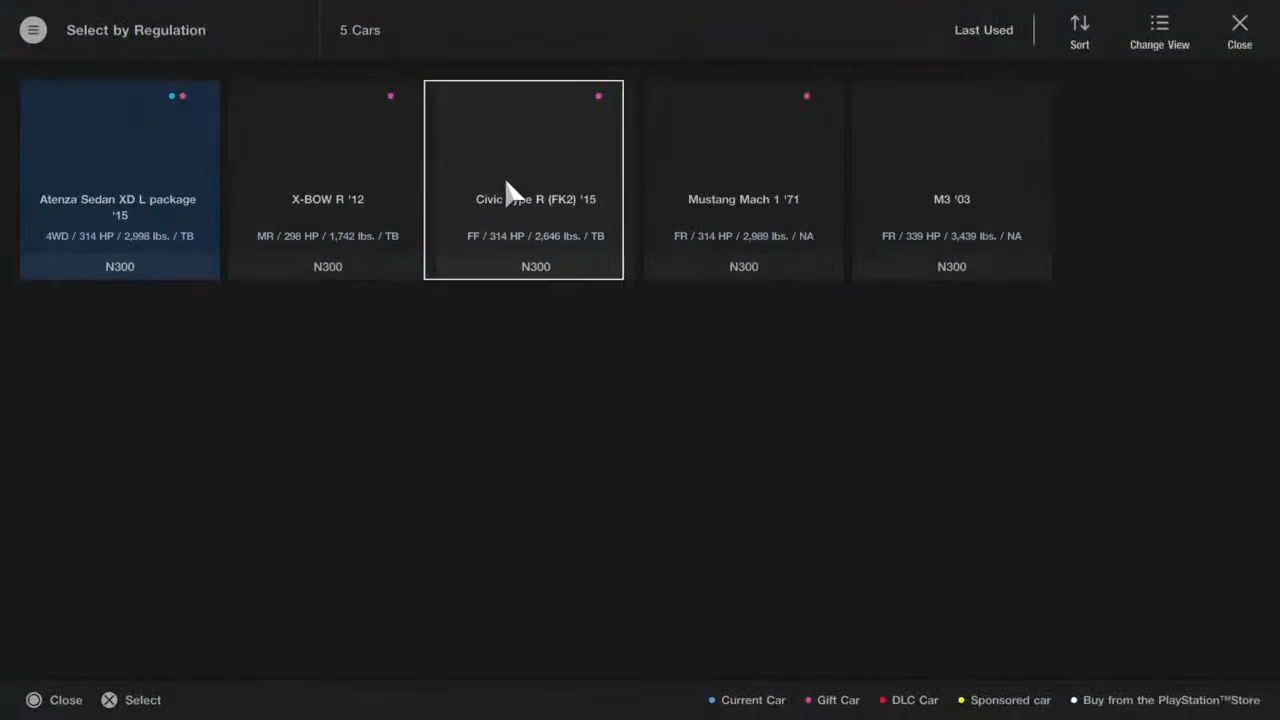 Select by Regulation
5 Cars
Last Used
Sort
Change View
Close
Atenza Sedan XD L package
'15
4WD / 314 HP / 2,998 lbs. / TB
N300
X-BOW R '12
MR / 298 HP / 1,742 lbs. / TB
N300
Civic Type R (FK2) '15
FF / 314 HP / 2,646 lbs. / TB
N300
Mustang Mach 1 '71
FR / 314 HP / 2,989 lbs. / NA
N300
M3 '03
FR / 339 HP / 3,439 lbs. / NA
N300
Close
Select
Current Car
Gift Car
DLC Car
Sponsored car
Buy from the PlayStation™Store